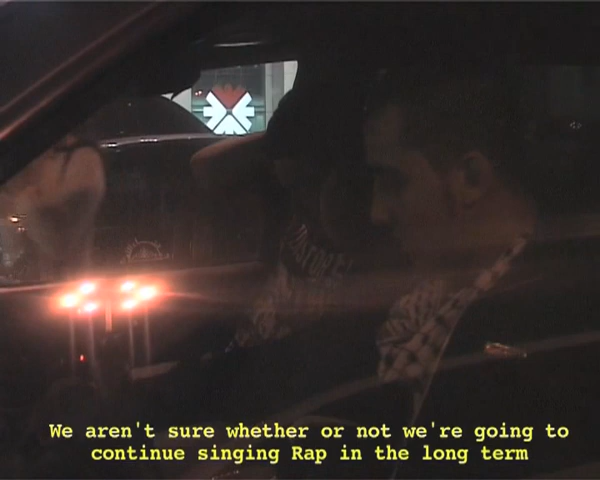 We aren't sure whether or not we're going to
continue singing Rap in the long term